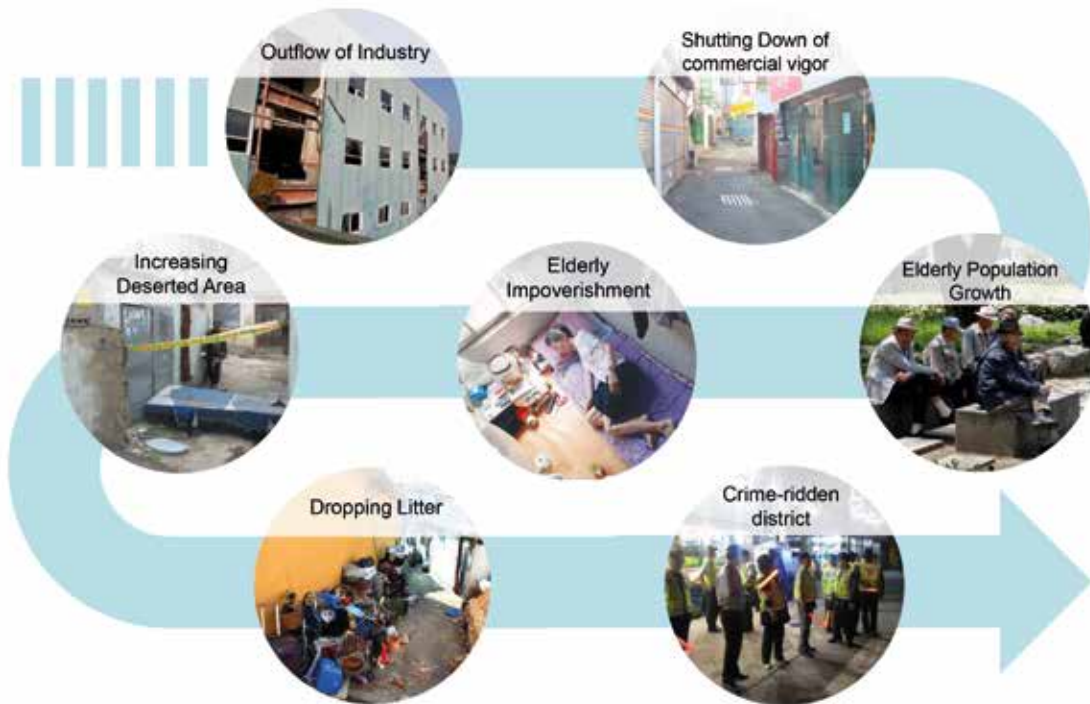 Outflow of Industry
Shutting Down of
commercial vigor
Elderly Population
Growth
Elderly
Impoverishment
Increasing
Deserted Area
Dropping Litter
Crime-ridden
district